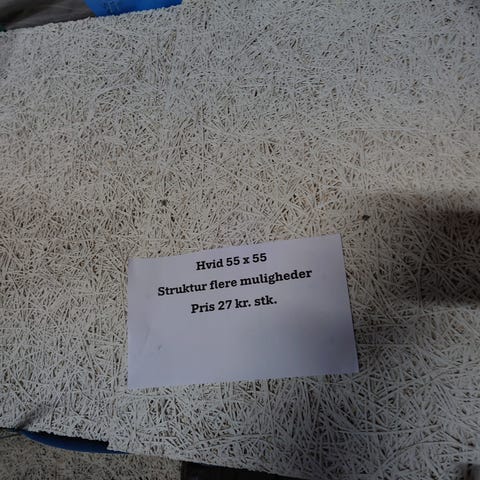 Hvid 55 x 55
Struktur flere muligheder
Pris 27 kr. stk.